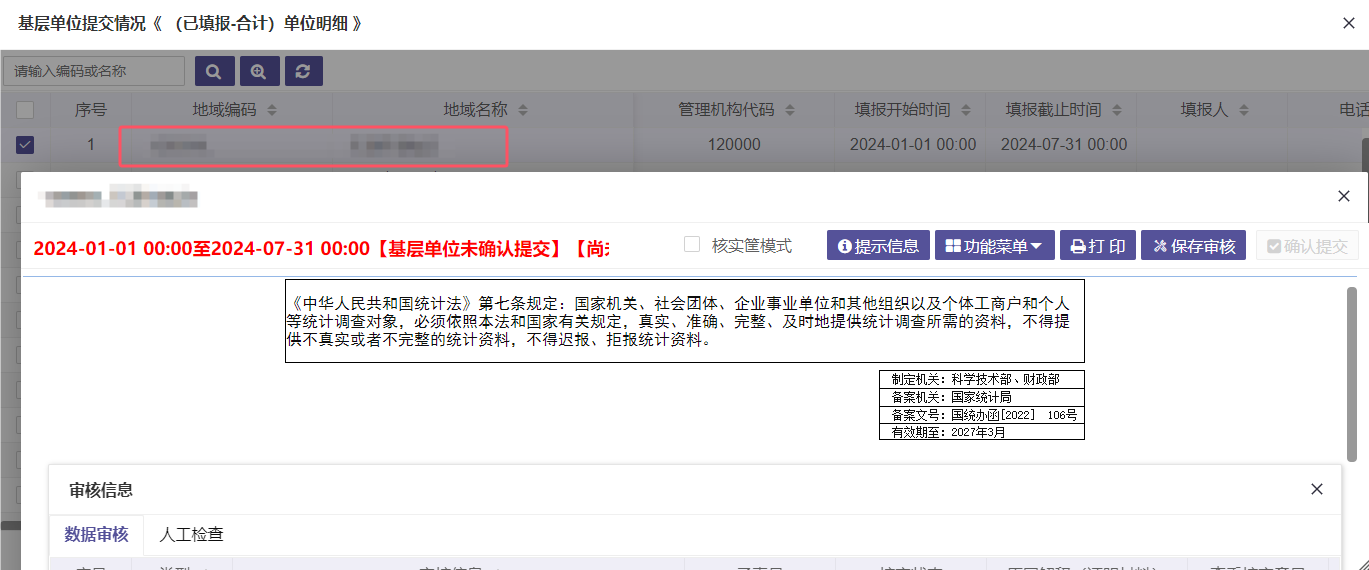 基层单位提交情况《 （已填报-合计）单位明细 》
请输入编码或名称
序号 地域编码 地域名称 管理机构代码 填报开始时间 填报截止时间 填报人 电话
1 120000 2024-01-01 00:00 2024-07-31 00:00
2024-01-01 00:00至2024-07-31 00:00【基层单位未确认提交】【尚未
核实筐模式 提示信息 功能菜单 打 印 保存审核 确认提交
《中华人民共和国统计法》第七条规定：国家机关、社会团体、企业事业单位和其他组织以及个体工商户和个人
等统计调查对象，必须依照本法和国家有关规定，真实、准确、完整、及时地提供统计调查所需的资料，不得提
供不真实或者不完整的统计资料，不得迟报、拒报统计资料。
制定机关：科学技术部、财政部
备案机关：国家统计局
备案文号：国统办函[2022] 106号
有效期至：2027年3月
审核信息
数据审核 人工检查